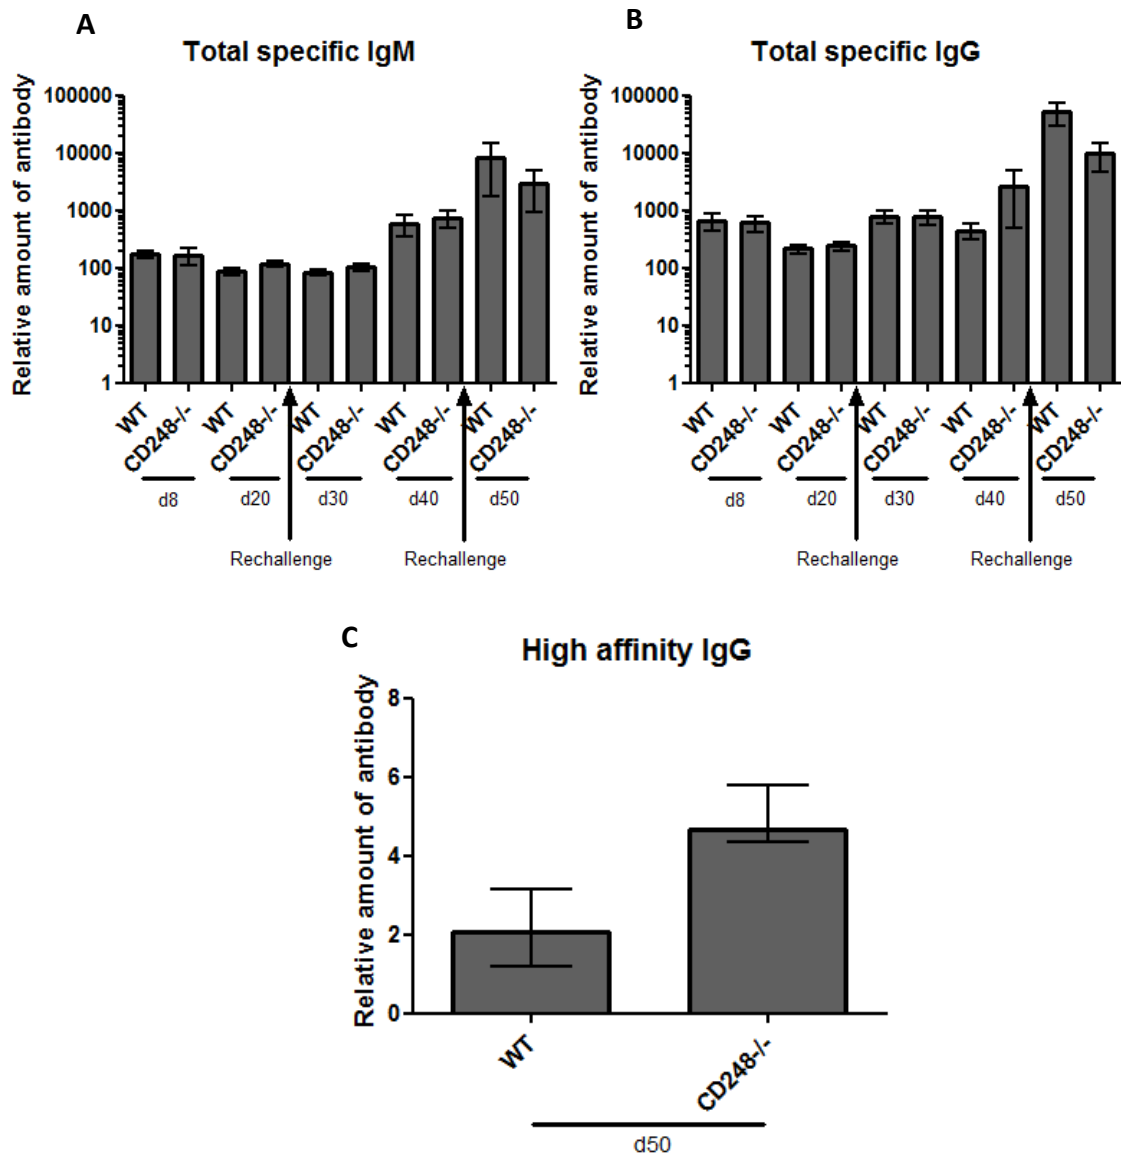 A
Total specific IgM
Relative amount of antibody
100000
10000
1000
100
10
1
WT
CD248-/-
WT
CD248-/-
WT
CD248-/-
WT
CD248-/-
WT
CD248-/-
d8
d20
d30
d40
d50
Rechallenge
Rechallenge
B
Total specific IgG
Relative amount of antibody
100000
10000
1000
100
10
1
WT
CD248-/-
WT
CD248-/-
WT
CD248-/-
WT
CD248-/-
WT
CD248-/-
d8
d20
d30
d40
d50
Rechallenge
Rechallenge
C
High affinity IgG
Relative amount of antibody
8
6
4
2
0
WT
CD248-/-
d50